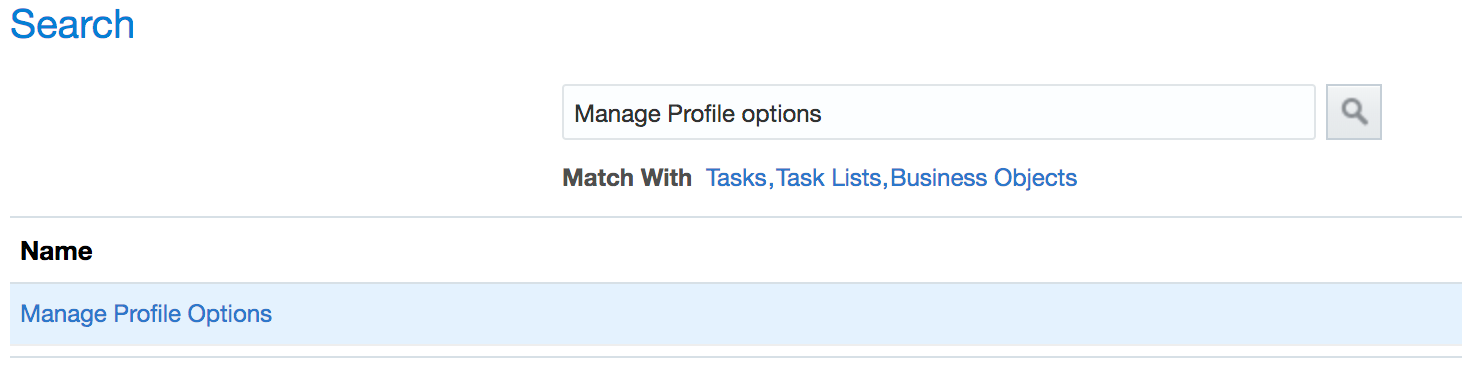 Search
Manage Profile options
Match With Tasks,Task Lists,Business Objects
Name
Manage Profile Options